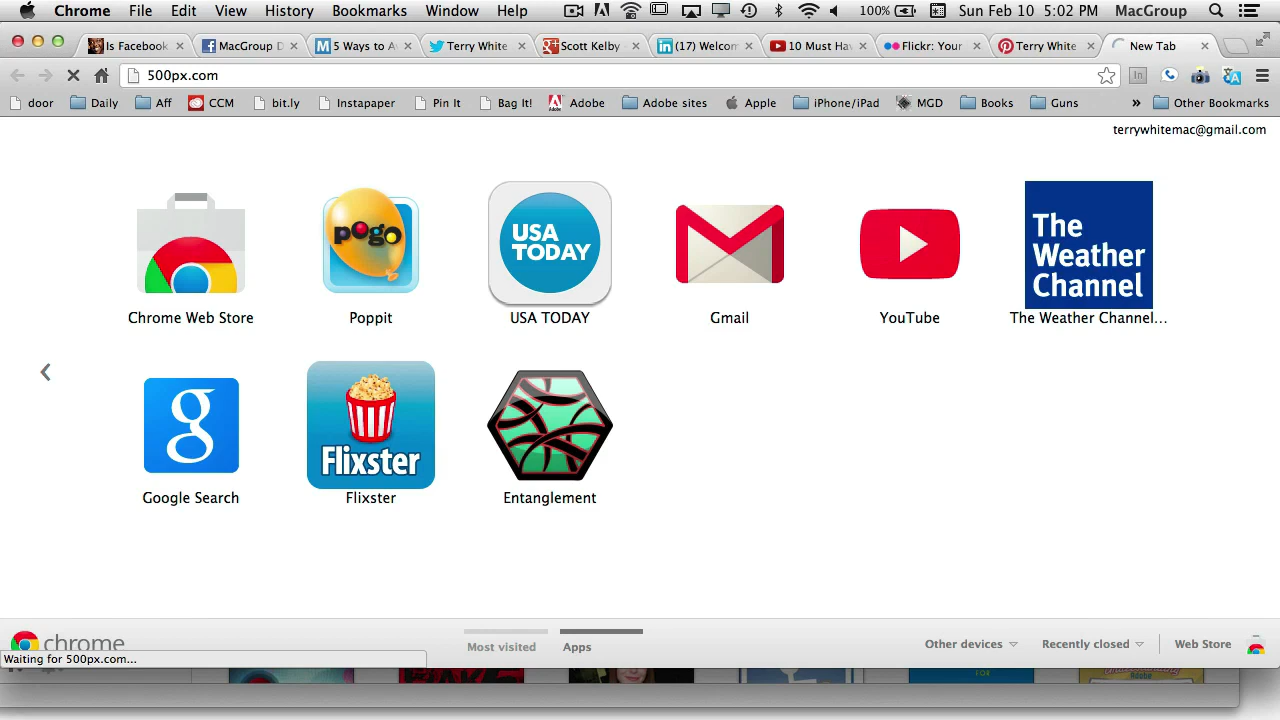 Chrome File Edit View History Bookmarks Window Help 100% Sun Feb 10 5:02 PM MacGroup
Is Facebook MacGroup D 5 Ways to A Terry White Scott Kelby - (17) Welcom 10 Must Hav Flickr: Your Terry White New Tab
500px.com
door Daily Aff CCM bit.ly Instapaper Pin It Bag It! Adobe Adobe sites Apple iPhone/iPad MGD Books Guns » Other Bookmarks
terrywhitemac@gmail.com
pogo
USA
TODAY
The
Weather
Channel
Chrome Web Store Poppit USA TODAY Gmail YouTube The Weather Channel...
g
Flixster
Google Search Flixster Entanglement
chrome Most visited Apps Other devices Recently closed Web Store
Waiting for 500px.com...